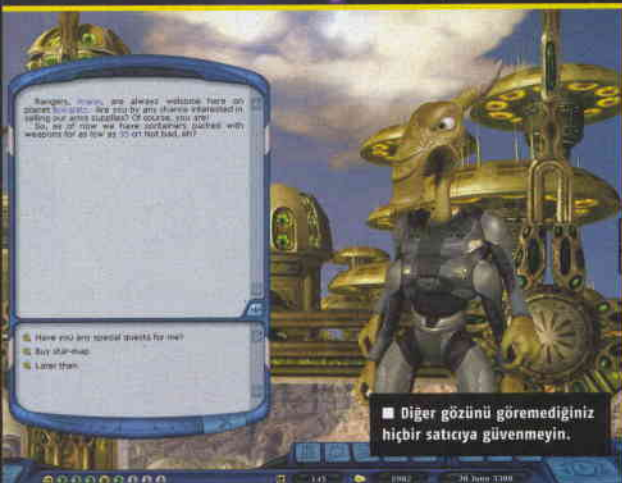 Rangers, are always welcome here on
planet Are you by any chance interested in
selling our arms supplies? Of course, you are!
So, as of now we have containers packed with
weapons for as low as 35 cr! Not bad, eh?
Have you any special quests for me?
Buy star-map.
Later then.
Diğer gözünü göremediğiniz
hiçbir satıcıya güvenmeyin.
145